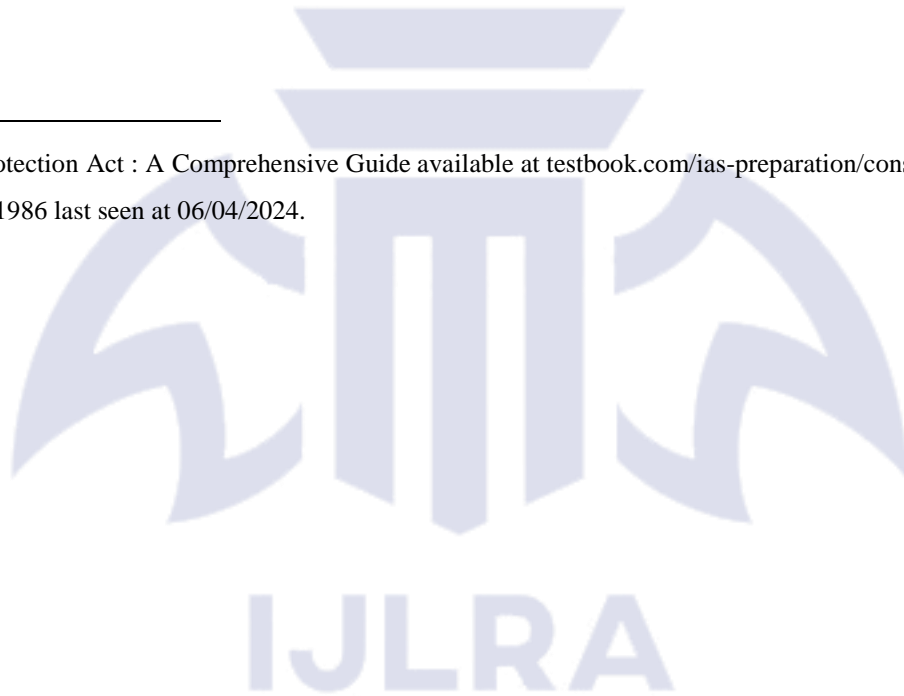 otection Act : A Comprehensive Guide available at testbook.com/ias-preparation/cons
1986 last seen at 06/04/2024.
IJLRA